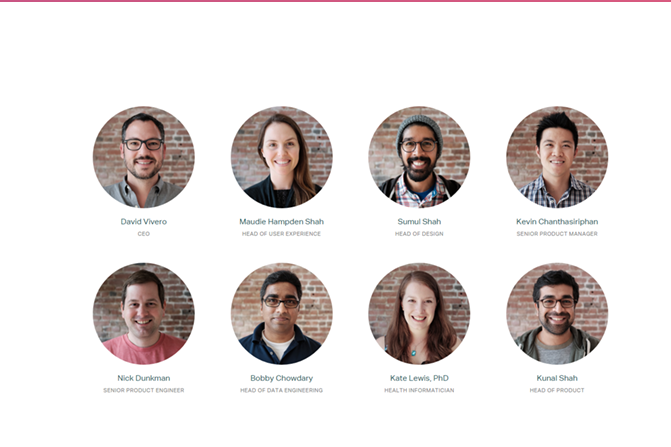 David Vivero
CEO
Maudie Hampden Shah
HEAD OF USER EXPERIENCE
Sumul Shah
HEAD OF DESIGN
Kevin Chanthasiriphan
SENIOR PRODUCT MANAGER
Nick Dunkman
SENIOR PRODUCT ENGINEER
Bobby Chowdary
HEAD OF DATA ENGINEERING
Kate Lewis, PhD
HEALTH INFORMATICIAN
Kunal Shah
HEAD OF PRODUCT